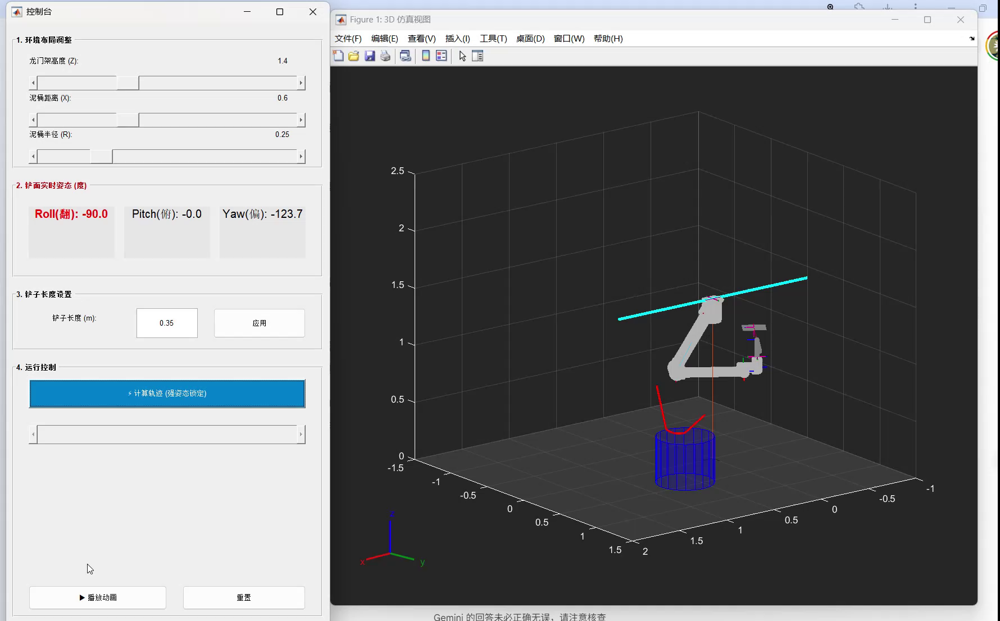 控制台
1. 环境布局调整
龙门架高度 (Z):
1.4
泥桶距离 (X):
0.6
泥桶半径 (R):
0.25
2. 铲面实时姿态 (度)
Roll(翻): -90.0
Pitch(俯): -0.0
Yaw(偏): -123.7
3. 铲子长度设置
铲子长度 (m):
0.35
应用
4. 运行控制
⚡ 计算轨迹 (强姿态锁定)
▶ 播放动画
重置
Figure 1: 3D 仿真视图
文件(F) 编辑(E) 查看(V) 插入(I) 工具(T) 桌面(D) 窗口(W) 帮助(H)
2.5
2
1.5
1
0.5
0
-1.5
-1
-0.5
0
0.5
1
1.5
2
1.5
1
0.5
0
-0.5
-1
z
x
y
Gemini 的回答未必正确无误，请注意核查